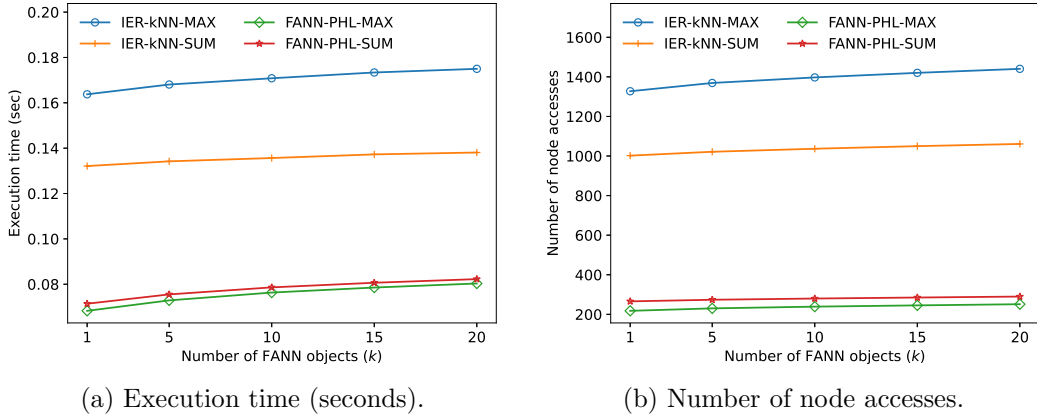 IER-kNN-MAX
IER-kNN-SUM
FANN-PHL-MAX
FANN-PHL-SUM
0.20
0.18
0.16
0.14
0.12
0.10
0.08
Execution time (sec)
1 5 10 15 20
Number of FANN objects (k)
(a) Execution time (seconds).
IER-kNN-MAX
IER-kNN-SUM
FANN-PHL-MAX
FANN-PHL-SUM
1600
1400
1200
1000
800
600
400
200
Number of node accesses
1 5 10 15 20
Number of FANN objects (k)
(b) Number of node accesses.